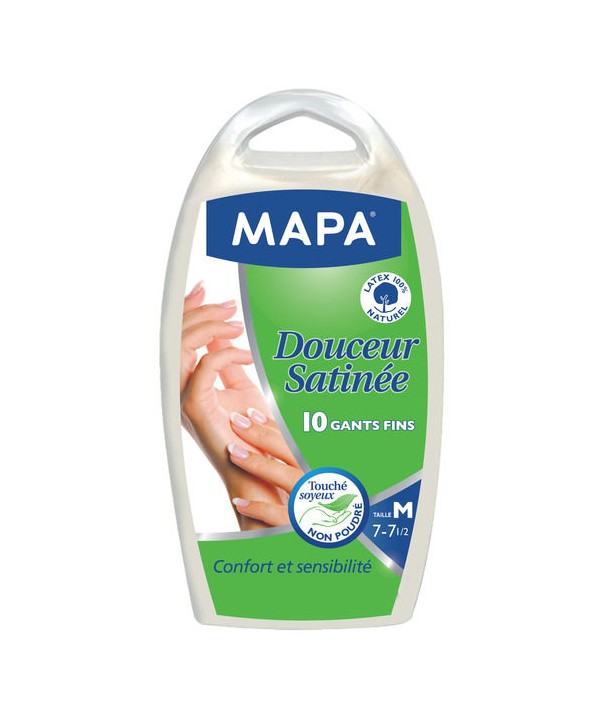 MAPA®
LATEX 100%
NATUREL
Douceur
Satinée
10 GANTS FINS
Touché
soyeux
NON POUDRÉ
TAILLE M
7-7 1/2
Confort et sensibilité